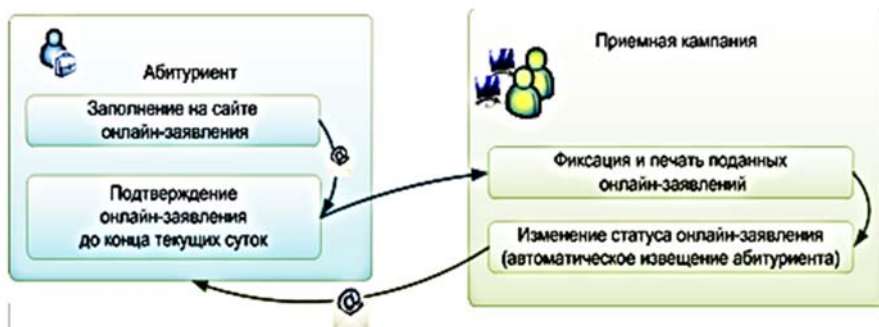 Абитуриент
Заполнение на сайте
онлайн-заявления
@
Подтверждение
онлайн-заявления
до конца текущих суток
Приемная кампания
Фиксация и печать поданных
онлайн-заявлений
Изменение статуса онлайн-заявления
(автоматическое извещение абитуриента)
@